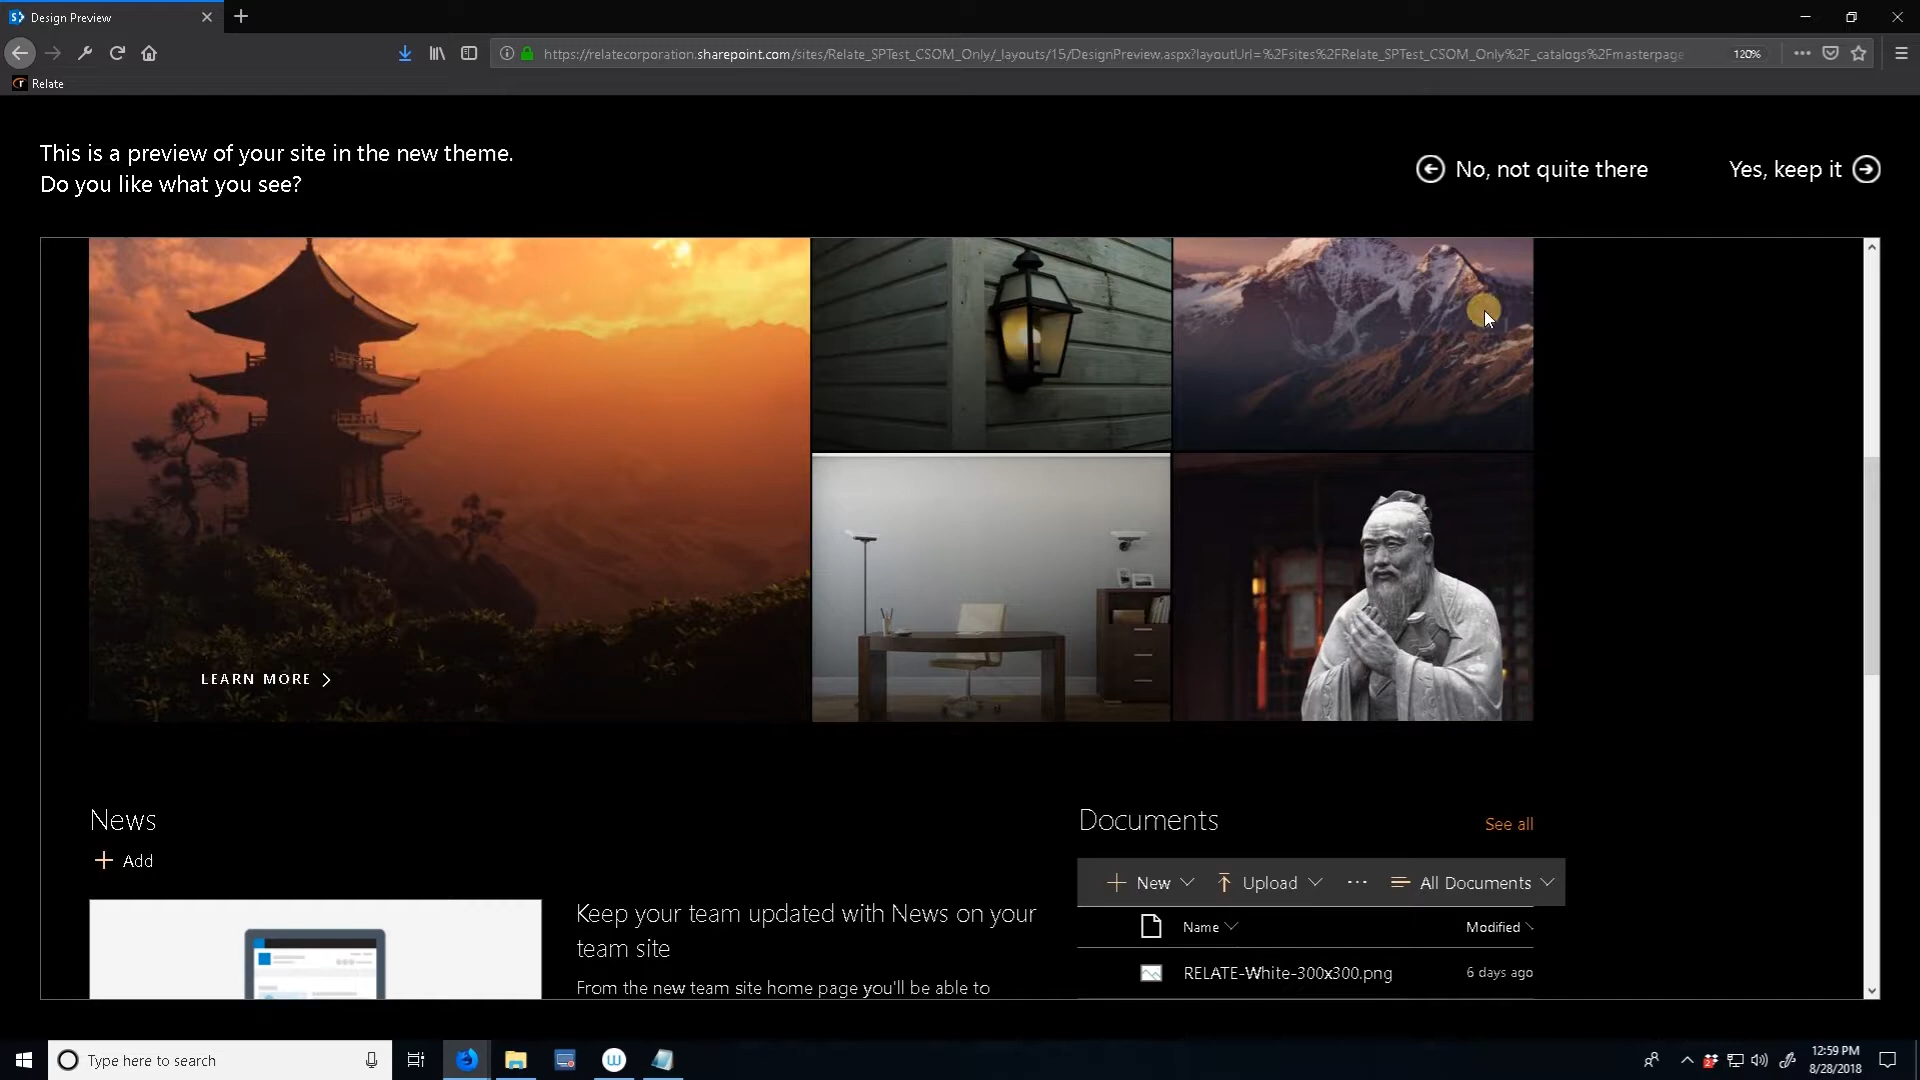 Design Preview
https://relatecorporation.sharepoint.com/sites/Relate_SPTest_CSOM_Only/_layouts/15/DesignPreview.aspx?layoutUrl=%2Fsites%2FRelate_SPTest_CSOM_Only%2F_catalogs%2Fmasterpage
120%
Relate
This is a preview of your site in the new theme.
Do you like what you see?
No, not quite there
Yes, keep it
LEARN MORE
News
Add
Keep your team updated with News on your
team site
From the new team site home page you'll be able to
Documents
See all
New
Upload
All Documents
Name
Modified
RELATE-White-300x300.png
6 days ago
Type here to search
12:59 PM
8/28/2018